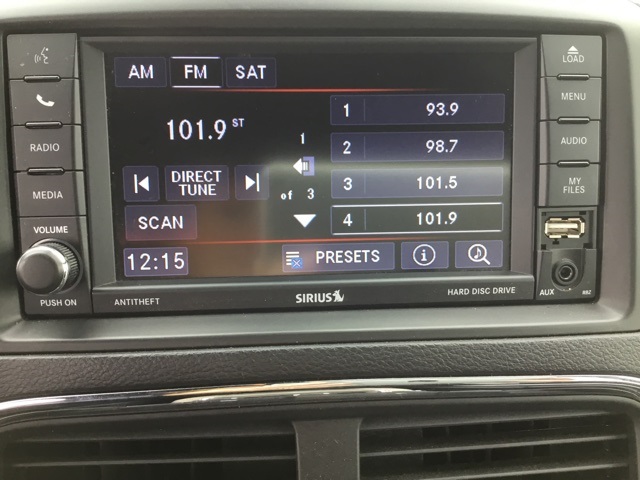 LOAD
AM FM SAT
MENU
1 93.9
101.9 ST
2 98.7
RADIO
AUDIO
1
DIRECT TUNE
3 101.5
MEDIA
MY FILES
of 3
SCAN
4 101.9
VOLUME
12:15
PRESETS
i
PUSH ON
ANTITHEFT
SIRIUS
HARD DISC DRIVE
AUX
RBZ